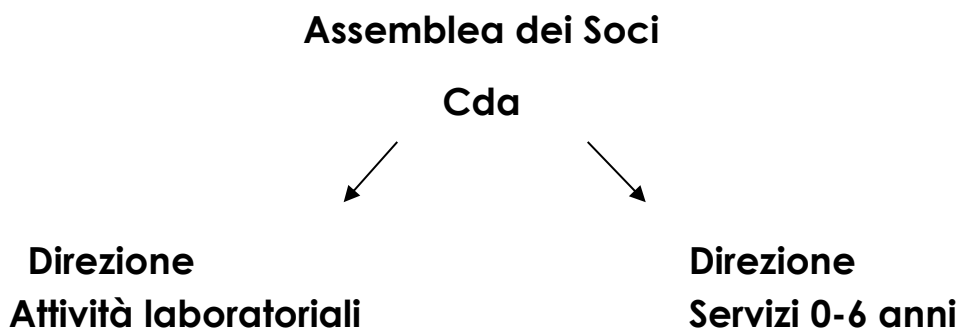 Assemblea dei Soci
Cda
Direzione
Attività laboratoriali
Direzione
Servizi 0-6 anni